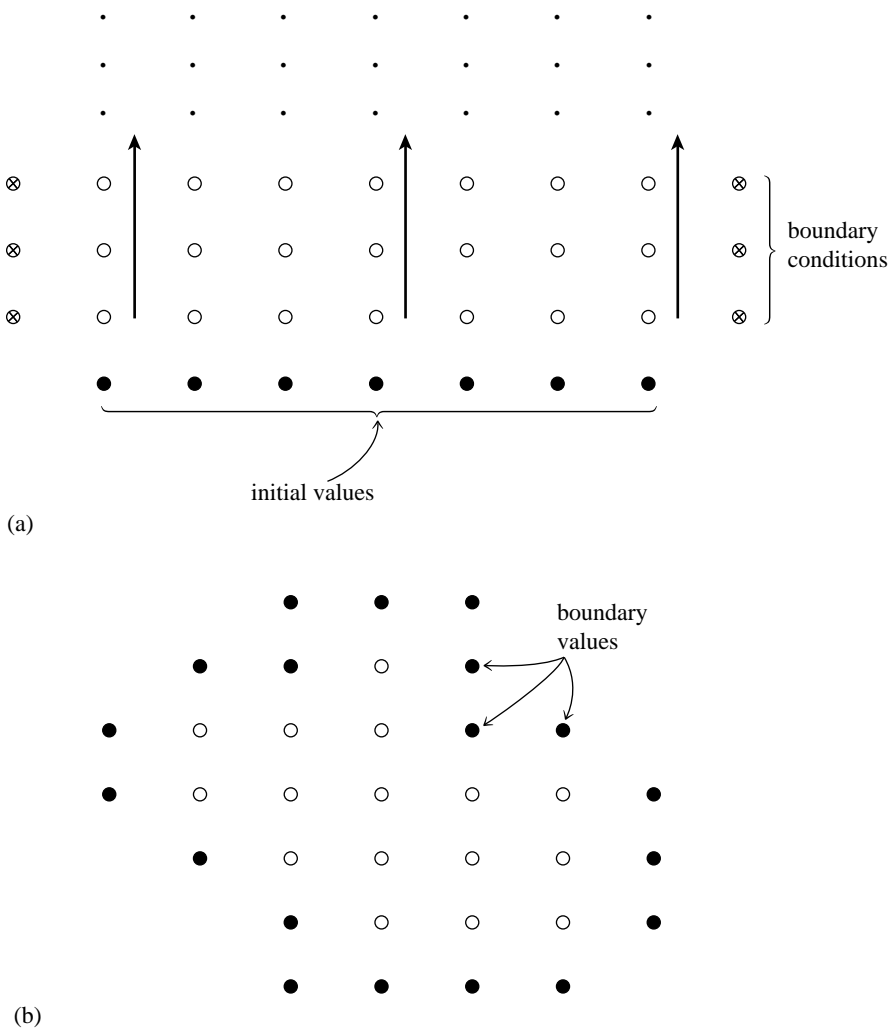 boundary
conditions
initial values
(a)
boundary
values
(b)